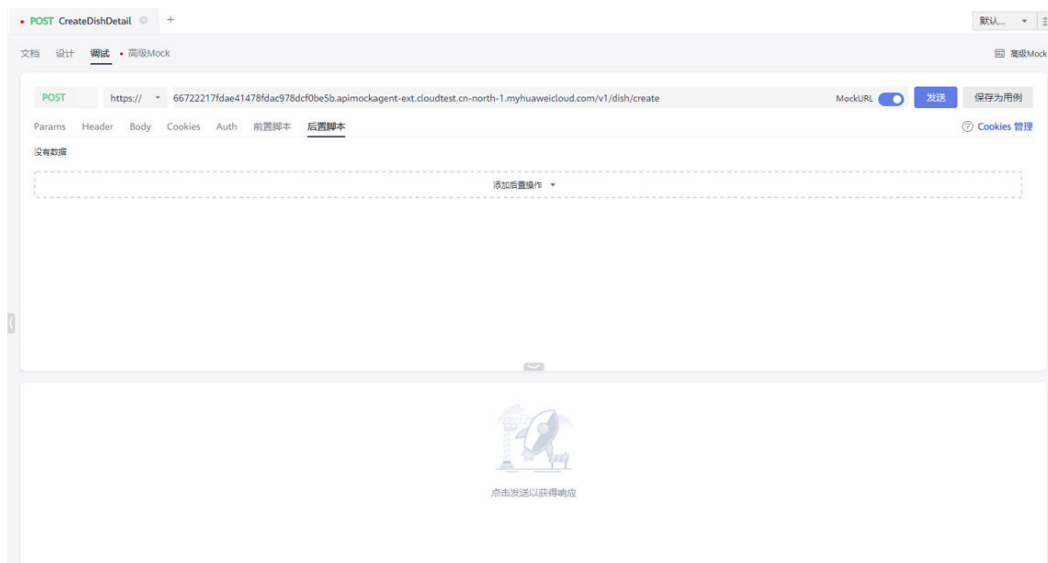 POST CreateDishDetail
默认...
文档 设计 调试 高级Mock
高级Mock
POST https:// 66722217fdae41478fdac978dcf0be5b.apimockagent-ext.cloudtest.cn-north-1.myhuaweicloud.com/v1/dish/create MockURL 发送 保存为用例
Params Header Body Cookies Auth 前置脚本 后置脚本 Cookies 管理
没有数据
添加后置操作
点击发送以获得响应